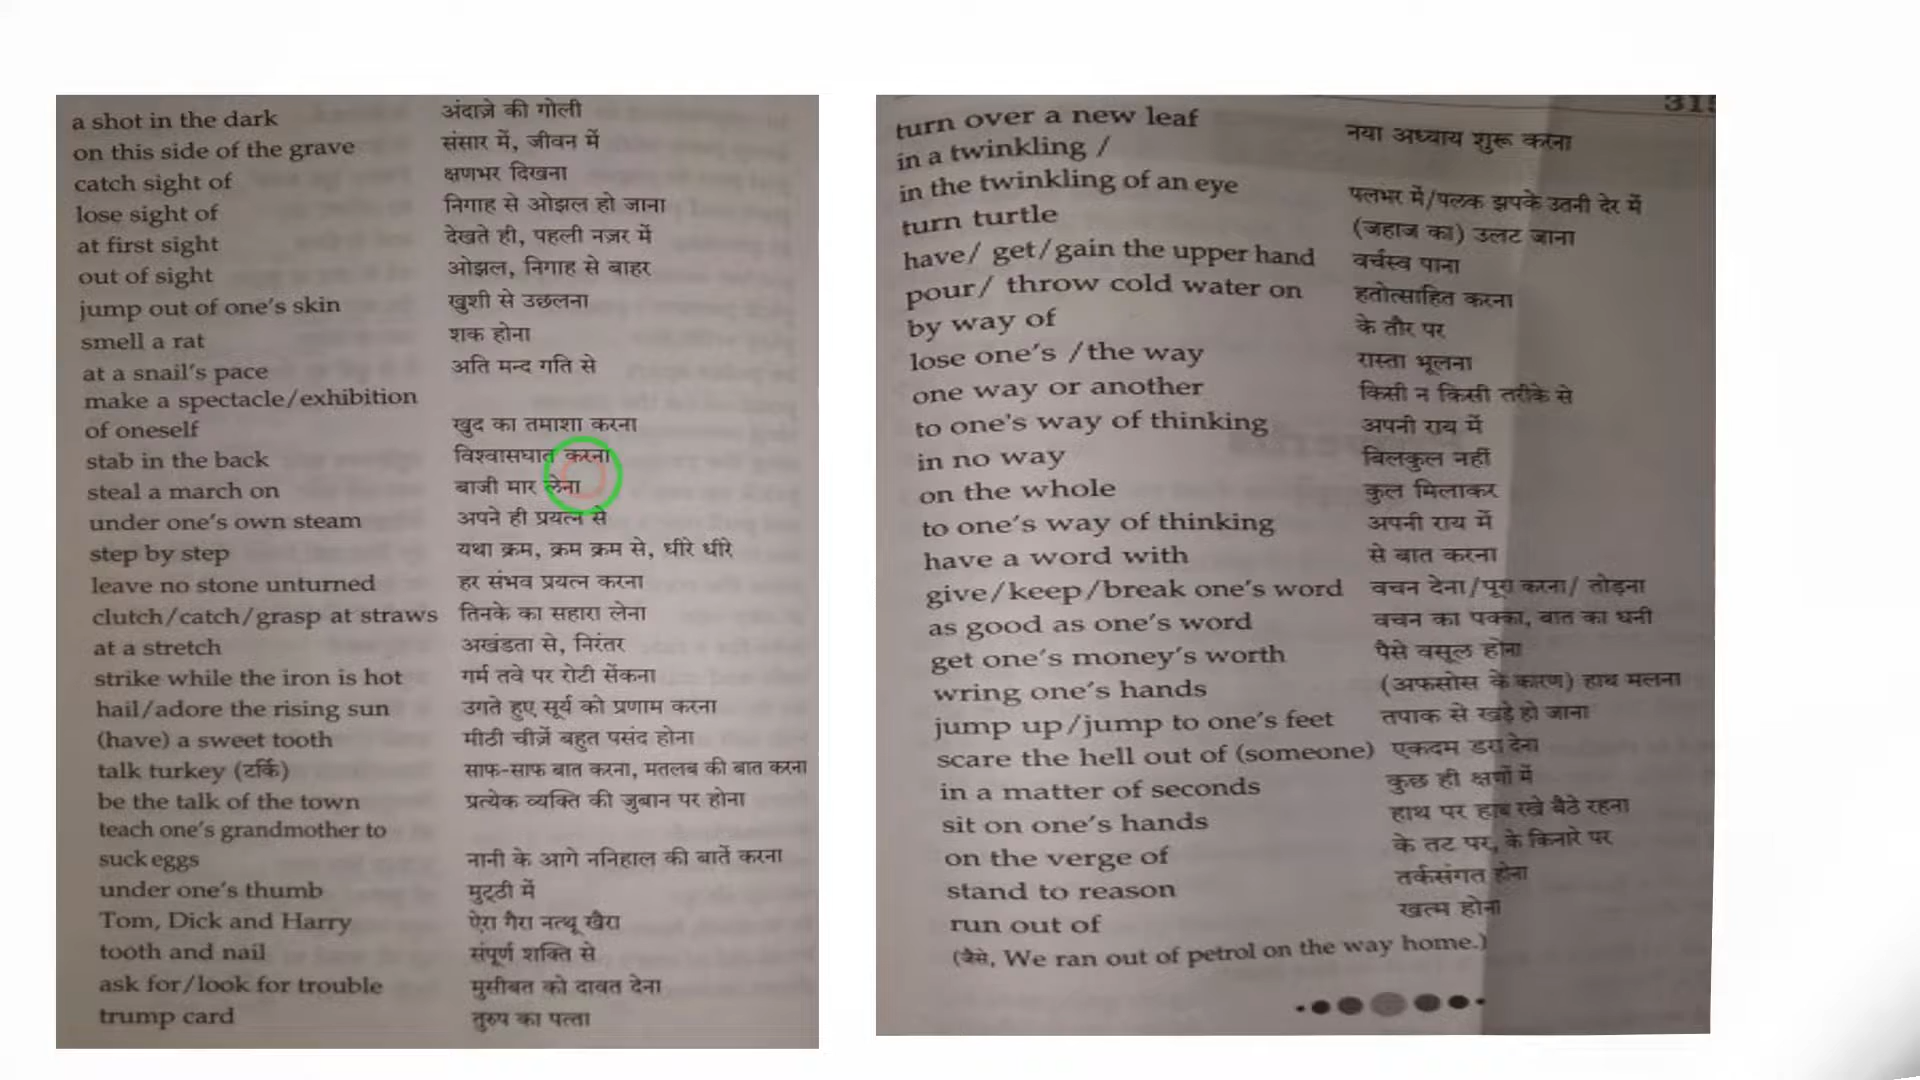 a shot in the dark अंदाज़े की गोली
on this side of the grave संसार में, जीवन में
catch sight of क्षणभर दिखना
lose sight of निगाह से ओझल हो जाना
at first sight देखते ही, पहली नज़र में
out of sight ओझल, निगाह से बाहर
jump out of one's skin खुशी से उछलना
smell a rat शक होना
at a snail's pace अति मन्द गति से
make a spectacle/exhibition
of oneself खुद का तमाशा करना
stab in the back विश्वासघात करना
steal a march on बाजी मार लेना
under one's own steam अपने ही प्रयत्न से
step by step यथा क्रम, क्रम क्रम से, धीरे धीरे
leave no stone unturned हर संभव प्रयत्न करना
clutch/catch/grasp at straws तिनके का सहारा लेना
at a stretch अखंडता से, निरंतर
strike while the iron is hot गर्म तवे पर रोटी सेंकना
hail/adore the rising sun उगते हुए सूर्य को प्रणाम करना
(have) a sweet tooth मीठी चीज़ें बहुत पसंद होना
talk turkey (टर्कि) साफ-साफ बात करना, मतलब की बात करना
be the talk of the town प्रत्येक व्यक्ति की जुबान पर होना
teach one's grandmother to
suck eggs नानी के आगे ननिहाल की बातें करना
under one's thumb मुट्ठी में
Tom, Dick and Harry ऐरा गैरा नत्थू खैरा
tooth and nail संपूर्ण शक्ति से
ask for/look for trouble मुसीबत को दावत देना
trump card तुरुप का पत्ता
turn over a new leaf नया अध्याय शुरू करना
in a twinkling /
in the twinkling of an eye पलभर में/पलक झपके उतनी देर में
turn turtle (जहाज का) उलट जाना
have/ get/gain the upper hand वर्चस्व पाना
pour/ throw cold water on हतोत्साहित करना
by way of के तौर पर
lose one's /the way रास्ता भूलना
one way or another किसी न किसी तरीके से
to one's way of thinking अपनी राय में
in no way बिलकुल नहीं
on the whole कुल मिलाकर
to one's way of thinking अपनी राय में
have a word with से बात करना
give/keep/break one's word वचन देना/पूरा करना/ तोड़ना
as good as one's word वचन का पक्का, बात का धनी
get one's money's worth पैसे वसूल होना
wring one's hands (अफसोस के कारण) हाथ मलना
jump up/jump to one's feet तपाक से खड़े हो जाना
scare the hell out of (someone) एकदम डरा देना
in a matter of seconds कुछ ही क्षणों में
sit on one's hands हाथ पर हाथ रखे बैठे रहना
on the verge of के तट पर, के किनारे पर
stand to reason तर्कसंगत होना
run out of खत्म होना
(जैसे, We ran out of petrol on the way home.)